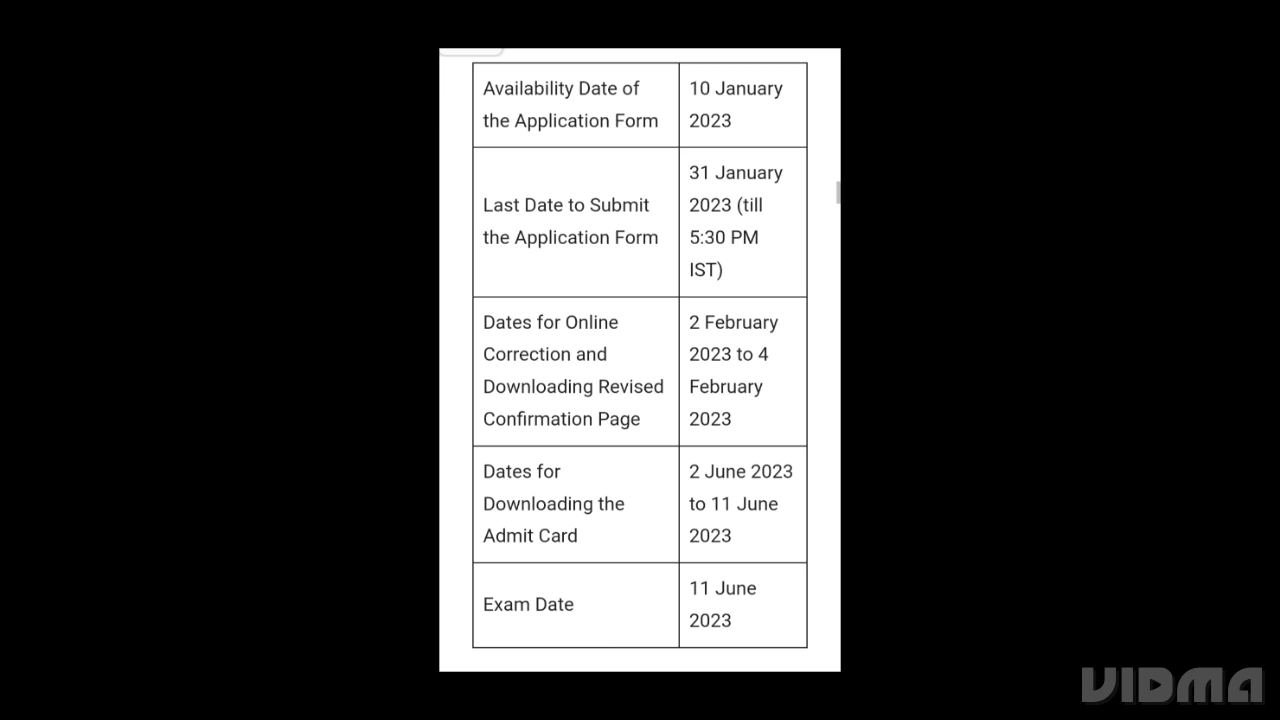 Availability Date of
the Application Form
10 January
2023
Last Date to Submit
the Application Form
31 January
2023 (till
5:30 PM
IST)
Dates for Online
Correction and
Downloading Revised
Confirmation Page
2 February
2023 to 4
February
2023
Dates for
Downloading the
Admit Card
2 June 2023
to 11 June
2023
Exam Date
11 June
2023
VIDMA